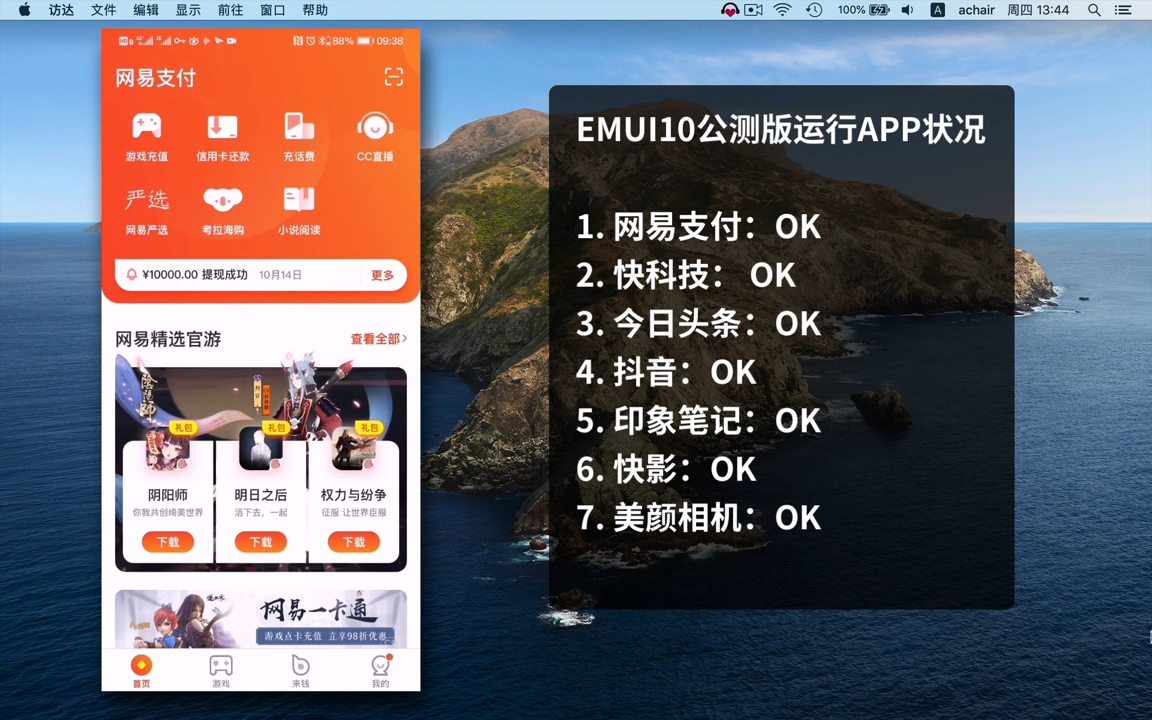 访达 文件 编辑 显示 前往 窗口 帮助
100% A achair 周四 13:44
88% 09:38
网易支付
游戏充值 信用卡还款 充话费 CC直播
严选
网易严选 考拉海购 小说阅读
¥10000.00 提现成功 10月14日 更多
网易精选官游 查看全部
陰陽師
礼包 礼包 礼包
阴阳师 明日之后 权力与纷争
你我共创绮美世界 活下去，一起 征服 让世界臣服
下载 下载 下载
网易一卡通
游戏点卡充值 立享98折优惠
首页 游戏 来钱 我的
EMUI10公测版运行APP状况
1. 网易支付：OK
2. 快科技： OK
3. 今日头条：OK
4. 抖音：OK
5. 印象笔记：OK
6. 快影：OK
7. 美颜相机：OK